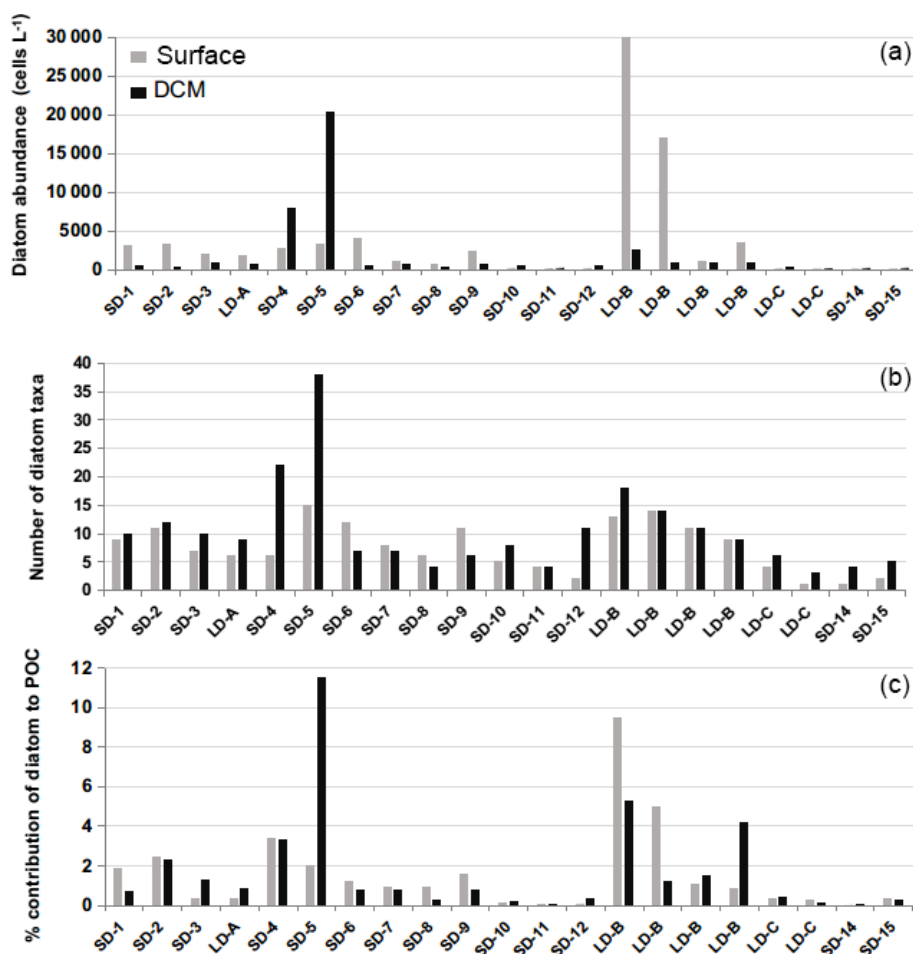 (a)
Diatom abundance (cells L⁻¹)
30 000
25 000
20 000
15 000
10 000
5000
0
Surface
DCM
SD-1 SD-2 SD-3 LD-A SD-4 SD-5 SD-6 SD-7 SD-8 SD-9 SD-10 SD-11 SD-12 LD-B LD-B LD-B LD-B LD-C LD-C SD-14 SD-15
(b)
Number of diatom taxa
40
35
30
25
20
15
10
5
0
SD-1 SD-2 SD-3 LD-A SD-4 SD-5 SD-6 SD-7 SD-8 SD-9 SD-10 SD-11 SD-12 LD-B LD-B LD-B LD-B LD-C LD-C SD-14 SD-15
(c)
% contribution of diatom to POC
12
10
8
6
4
2
0
SD-1 SD-2 SD-3 LD-A SD-4 SD-5 SD-6 SD-7 SD-8 SD-9 SD-10 SD-11 SD-12 LD-B LD-B LD-B LD-B LD-C LD-C SD-14 SD-15